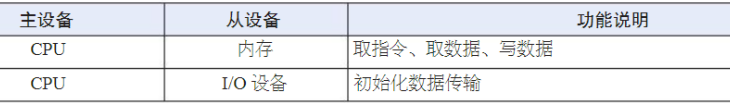 主设备 从设备 功能说明
CPU 内存 取指令、取数据、写数据
CPU I/O 设备 初始化数据传输